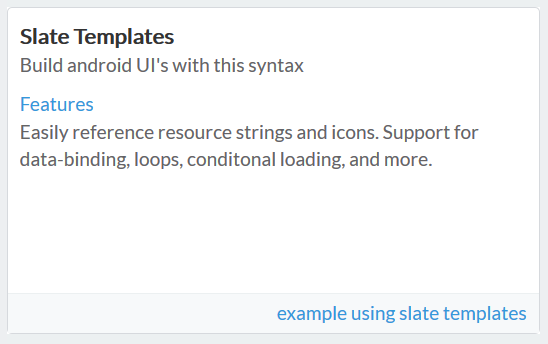 Slate Templates
Build android UI's with this syntax
Features
Easily reference resource strings and icons. Support for
data-binding, loops, conditonal loading, and more.
example using slate templates